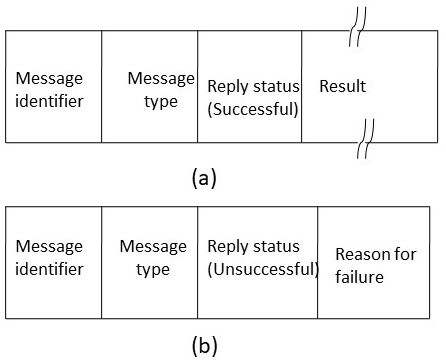 Message Message Reply status Result
identifier type (Successful)
(a)
Message Message Reply status Reason for
identifier type (Unsuccessful) failure
(b)